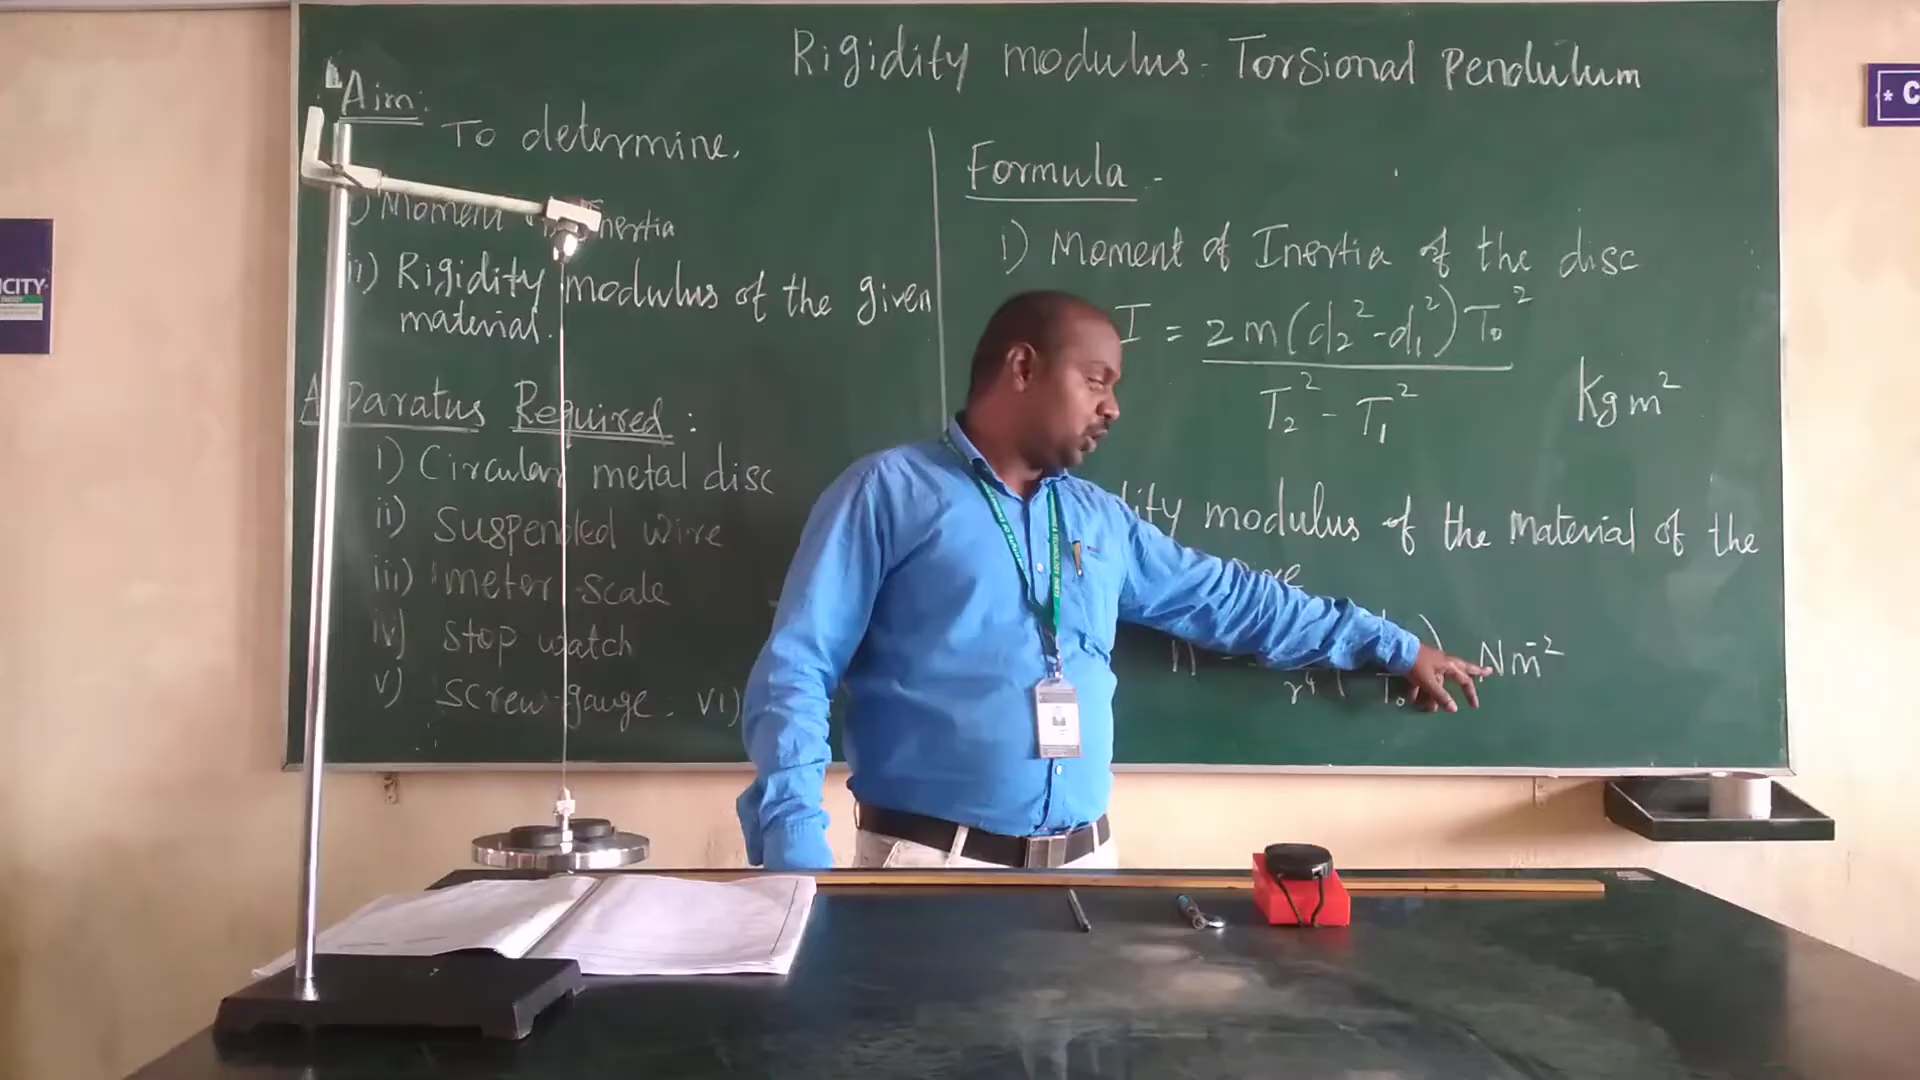 Rigidity modulus - Torsional Pendulum
Aim:
To determine,
i) Moment Inertia
ii) Rigidity modulus of the given
material.
Apparatus Required:
i) Circular metal disc
ii) Suspended wire
iii) meter-scale
iv) Stop watch
v) Screw-gauge. VI)
Formula -
i) Moment of Inertia of the disc
I = 2m(d₂²-d₁²)T₀²
T₂² - T₁²
Kgm²
modulus of the material of the
r⁴ T₀
Nm⁻²
CITY
* C